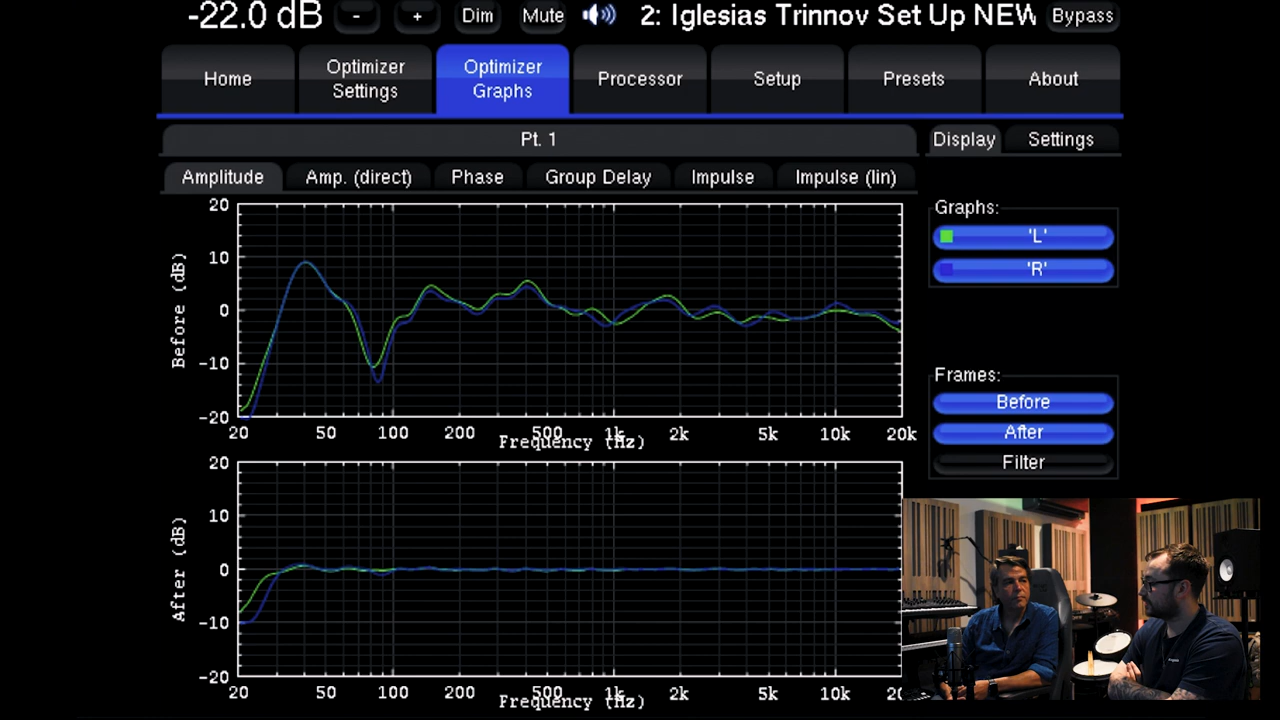 -22.0 dB - + Dim Mute 2: Iglesias Trinnov Set Up NEW Bypass
Home Optimizer Settings Optimizer Graphs Processor Setup Presets About
Pt. 1 Display Settings
Amplitude Amp. (direct) Phase Group Delay Impulse Impulse (lin)
Before (dB)
20
10
0
-10
-20
20 50 100 200 500 1k 2k 5k 10k 20k
Frequency (Hz)
After (dB)
20
10
0
-10
-20
20 50 100 200 500 1k 2k 5k 10k
Frequency (Hz)
Graphs:
'L'
'R'
Frames:
Before
After
Filter